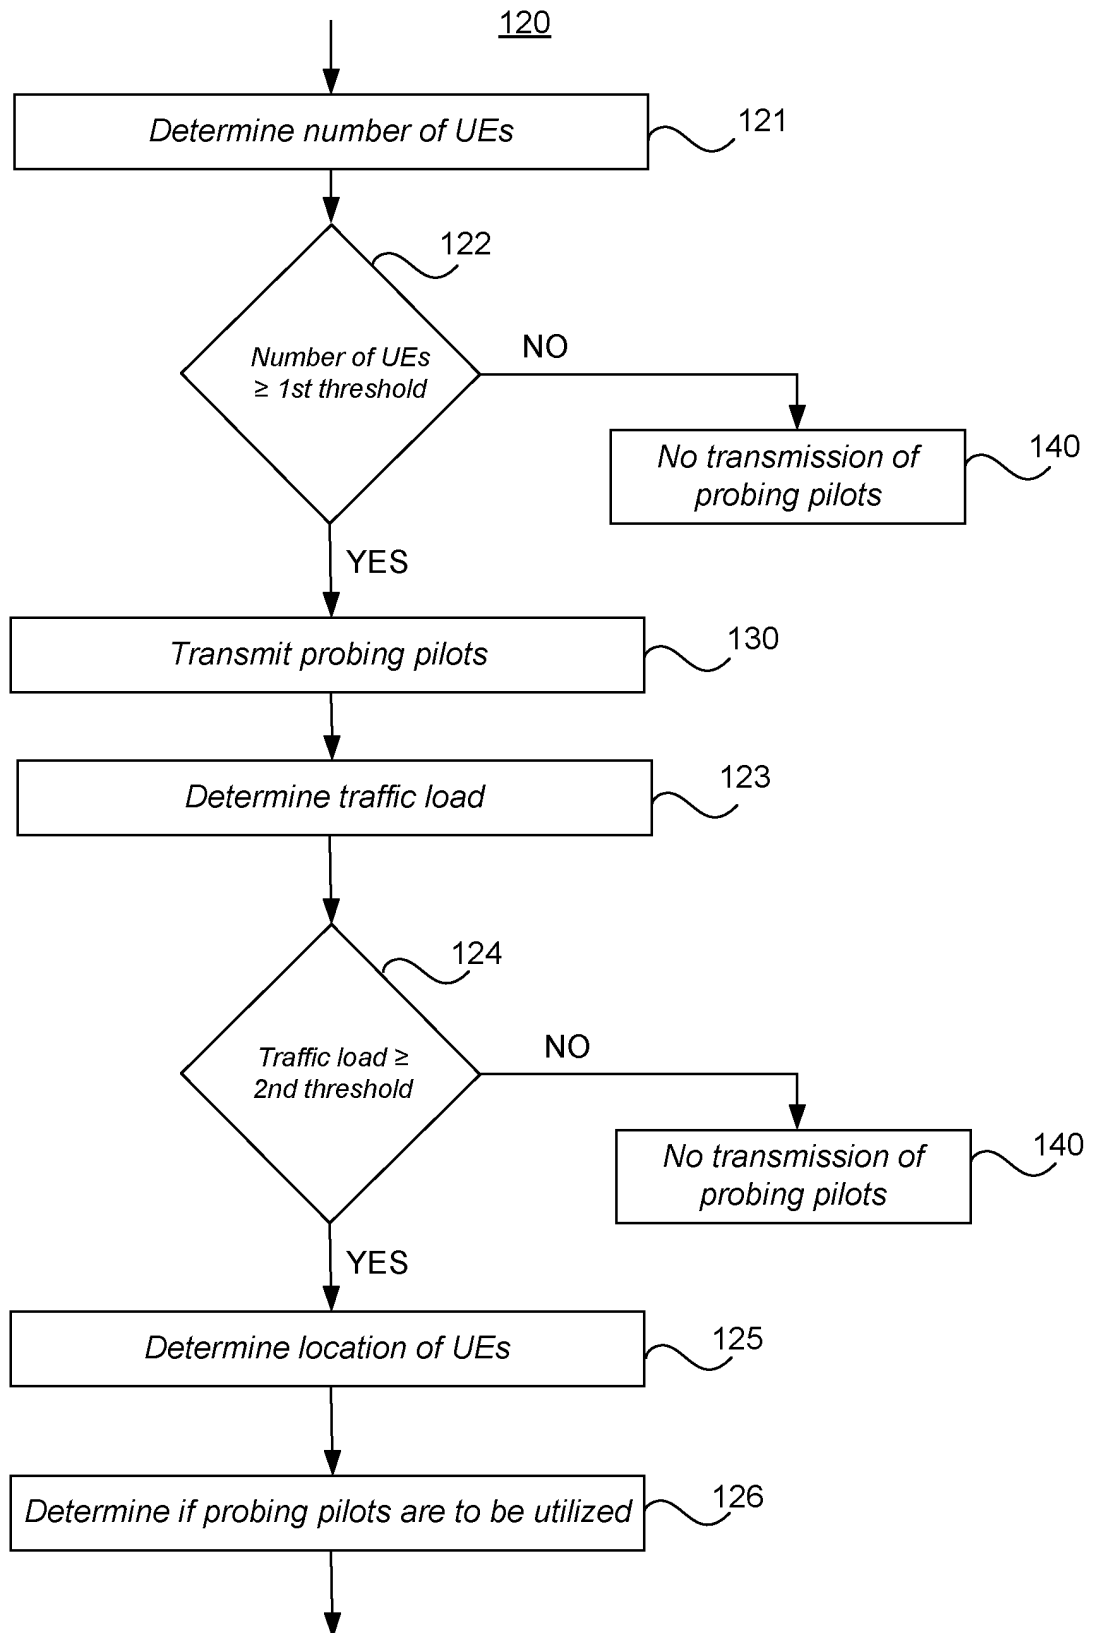 120
Determine number of UEs
121
122
Number of UEs
≥ 1st threshold
NO
No transmission of
probing pilots
140
YES
Transmit probing pilots
130
Determine traffic load
123
124
Traffic load ≥
2nd threshold
NO
No transmission of
probing pilots
140
YES
Determine location of UEs
125
Determine if probing pilots are to be utilized
126